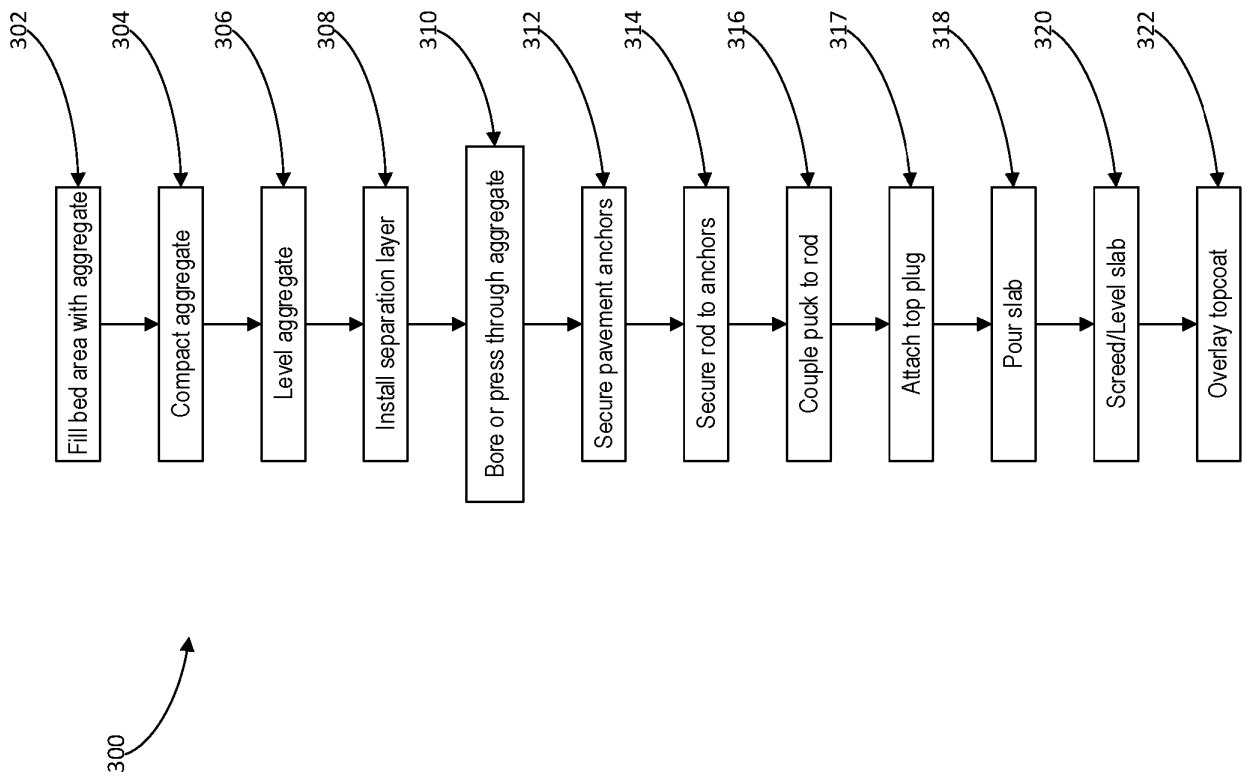 300
302
Fill bed area with aggregate
304
Compact aggregate
306
Level aggregate
308
Install separation layer
310
Bore or press through aggregate
312
Secure pavement anchors
314
Secure rod to anchors
316
Couple puck to rod
317
Attach top plug
318
Pour slab
320
Screed/Level slab
322
Overlay topcoat